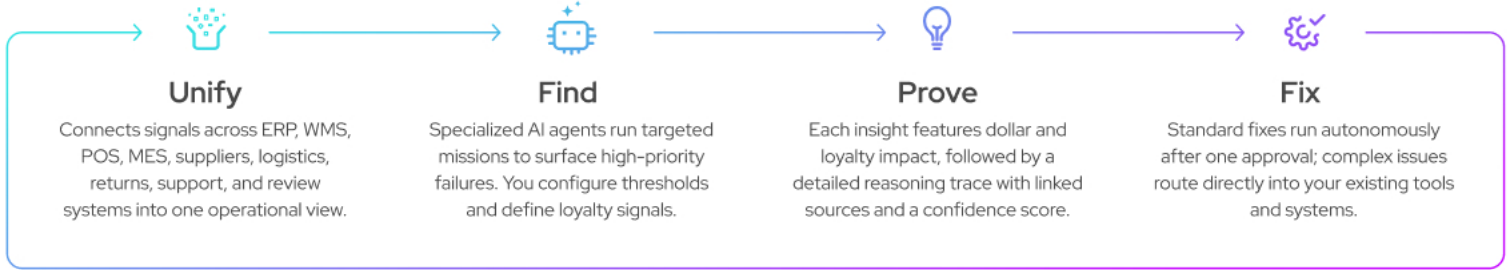 Unify
Connects signals across ERP, WMS,
POS, MES, suppliers, logistics,
returns, support, and review
systems into one operational view.
Find
Specialized AI agents run targeted
missions to surface high-priority
failures. You configure thresholds
and define loyalty signals.
Prove
Each insight features dollar and
loyalty impact, followed by a
detailed reasoning trace with linked
sources and a confidence score.
Fix
Standard fixes run autonomously
after one approval; complex issues
route directly into your existing tools
and systems.